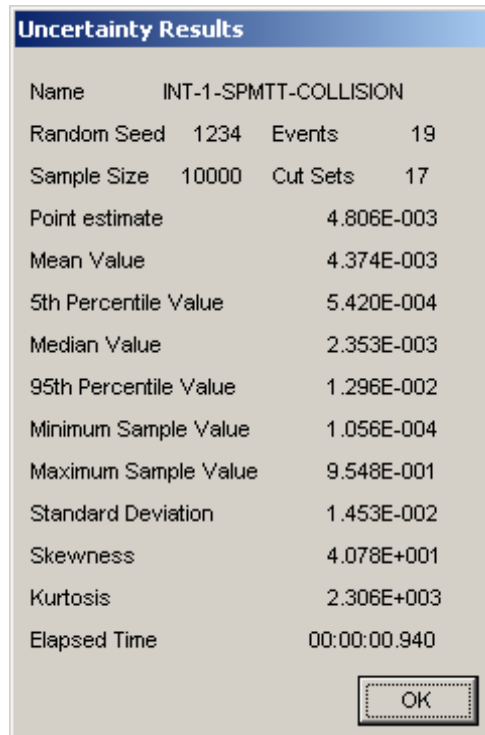 Uncertainty Results
Name INT-1-SPMTT-COLLISION
Random Seed 1234 Events 19
Sample Size 10000 Cut Sets 17
Point estimate 4.806E-003
Mean Value 4.374E-003
5th Percentile Value 5.420E-004
Median Value 2.353E-003
95th Percentile Value 1.296E-002
Minimum Sample Value 1.056E-004
Maximum Sample Value 9.548E-001
Standard Deviation 1.453E-002
Skewness 4.078E+001
Kurtosis 2.306E+003
Elapsed Time 00:00:00.940
OK